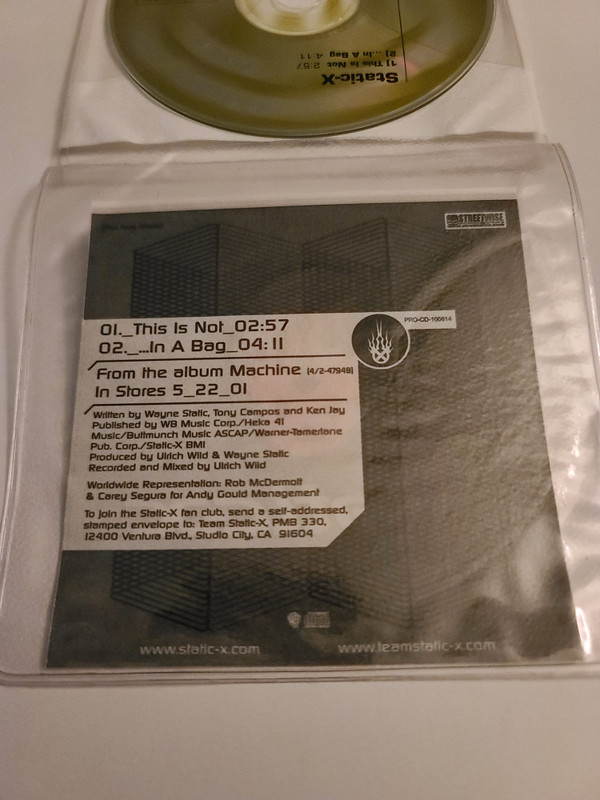 Static-X
1) This Is Not 2:57
2) ...In A Bag 4:11
STREETWISE
PRO-CD-100614
01._This Is Not_02:57
02._...In A Bag_04:11
From the album Machine (4/2-47948)
In Stores 5_22_01
Written by Wayne Static, Tony Campos and Ken Jay
Published by WB Music Corp./Heka 41
Music/Buttmunch Music ASCAP/Warner-Tamerlane
Pub. Corp./Static-X BMI
Produced by Ulrich Wild & Wayne Static
Recorded and Mixed by Ulrich Wild
Worldwide Representation: Rob McDermott
& Carey Segura for Andy Gould Management
To join the Static-X fan club, send a self-addressed,
stamped envelope to: Team Static-X, PMB 330,
12400 Ventura Blvd., Studio City, CA 91604
www.static-x.com
www.teamstatic-x.com